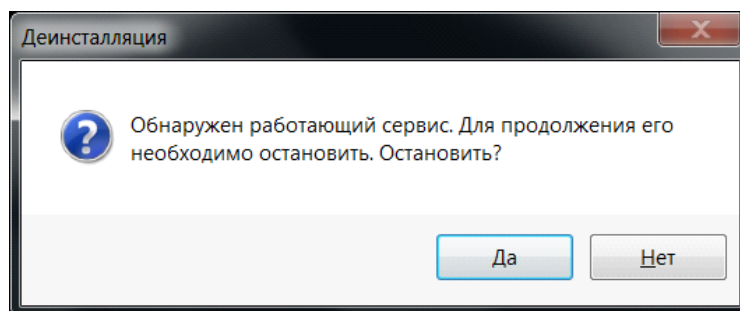 Деинсталляция
Обнаружен работающий сервис. Для продолжения его
необходимо остановить. Остановить?
Да
Нет